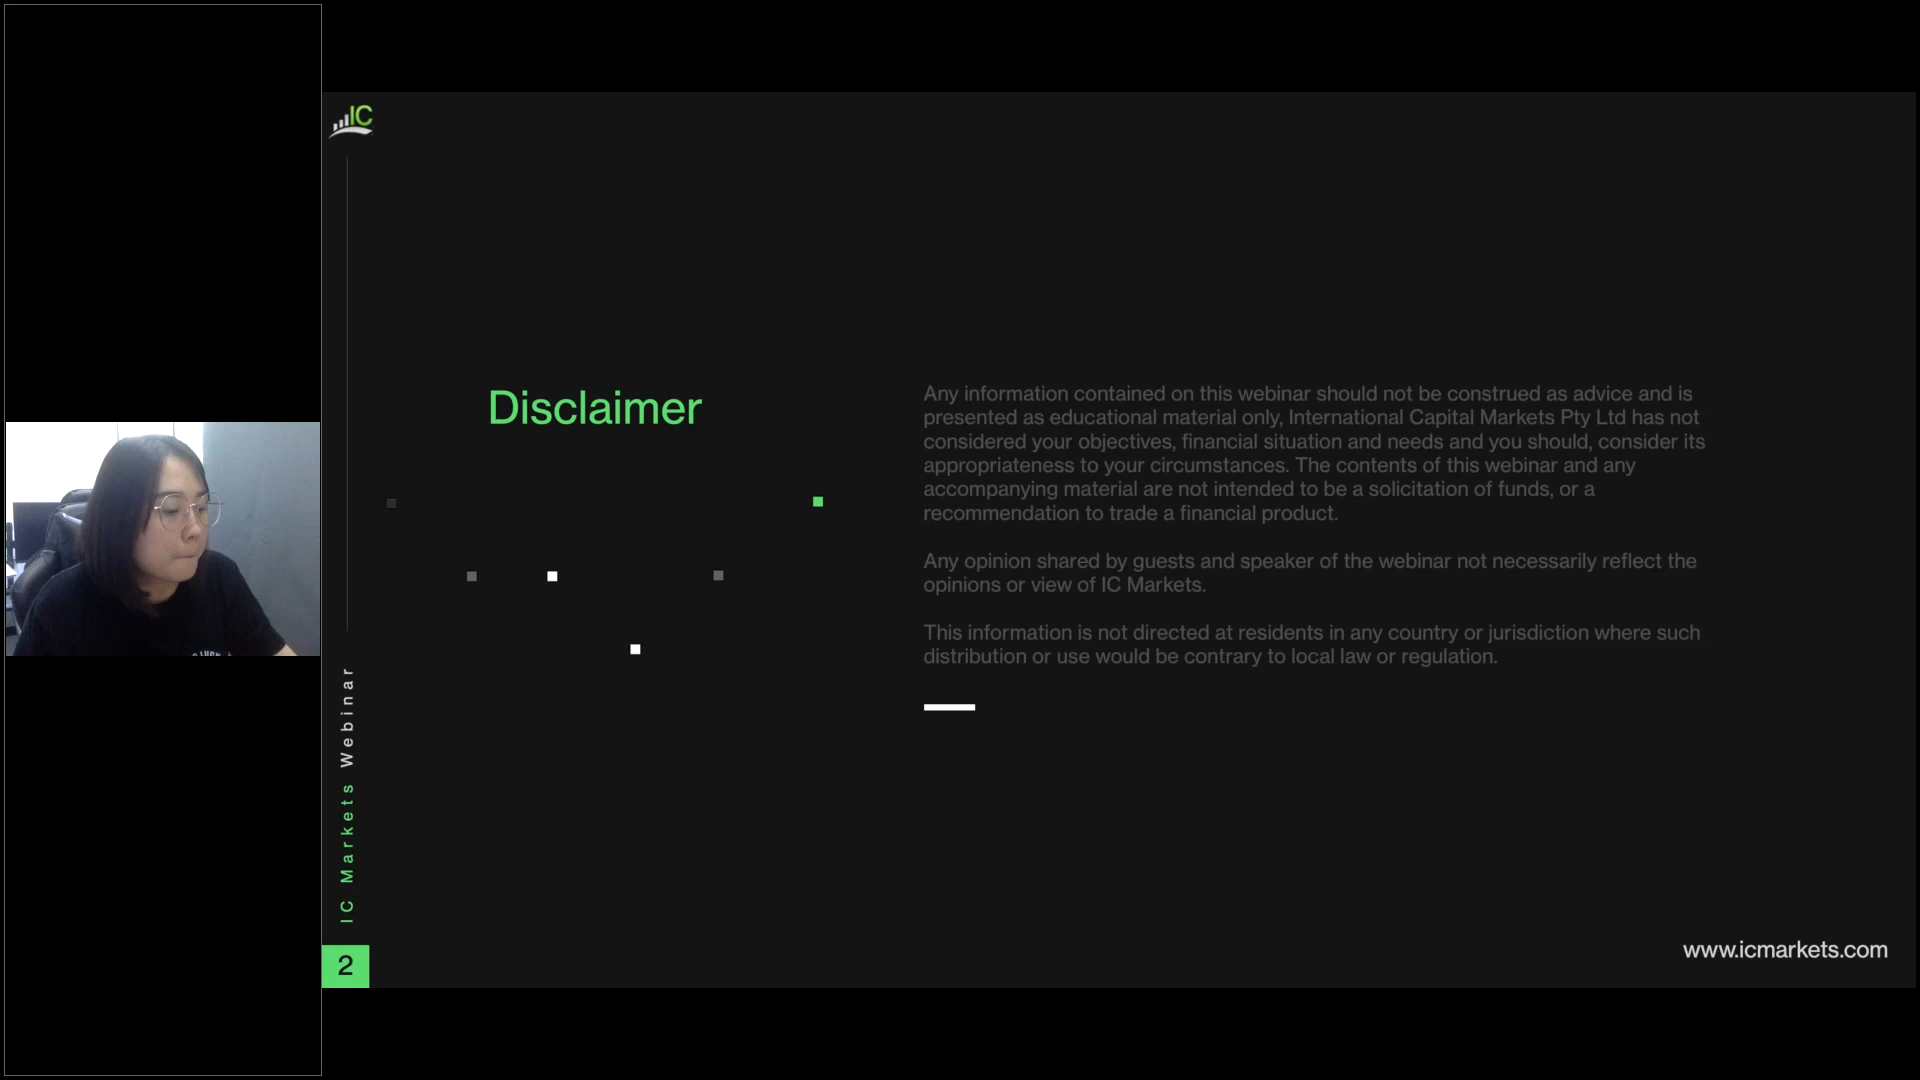 IC
Disclaimer
Any information contained on this webinar should not be construed as advice and is
presented as educational material only, International Capital Markets Pty Ltd has not
considered your objectives, financial situation and needs and you should, consider its
appropriateness to your circumstances. The contents of this webinar and any
accompanying material are not intended to be a solicitation of funds, or a
recommendation to trade a financial product.
Any opinion shared by guests and speaker of the webinar not necessarily reflect the
opinions or view of IC Markets.
This information is not directed at residents in any country or jurisdiction where such
distribution or use would be contrary to local law or regulation.
IC Markets Webinar
2
www.icmarkets.com